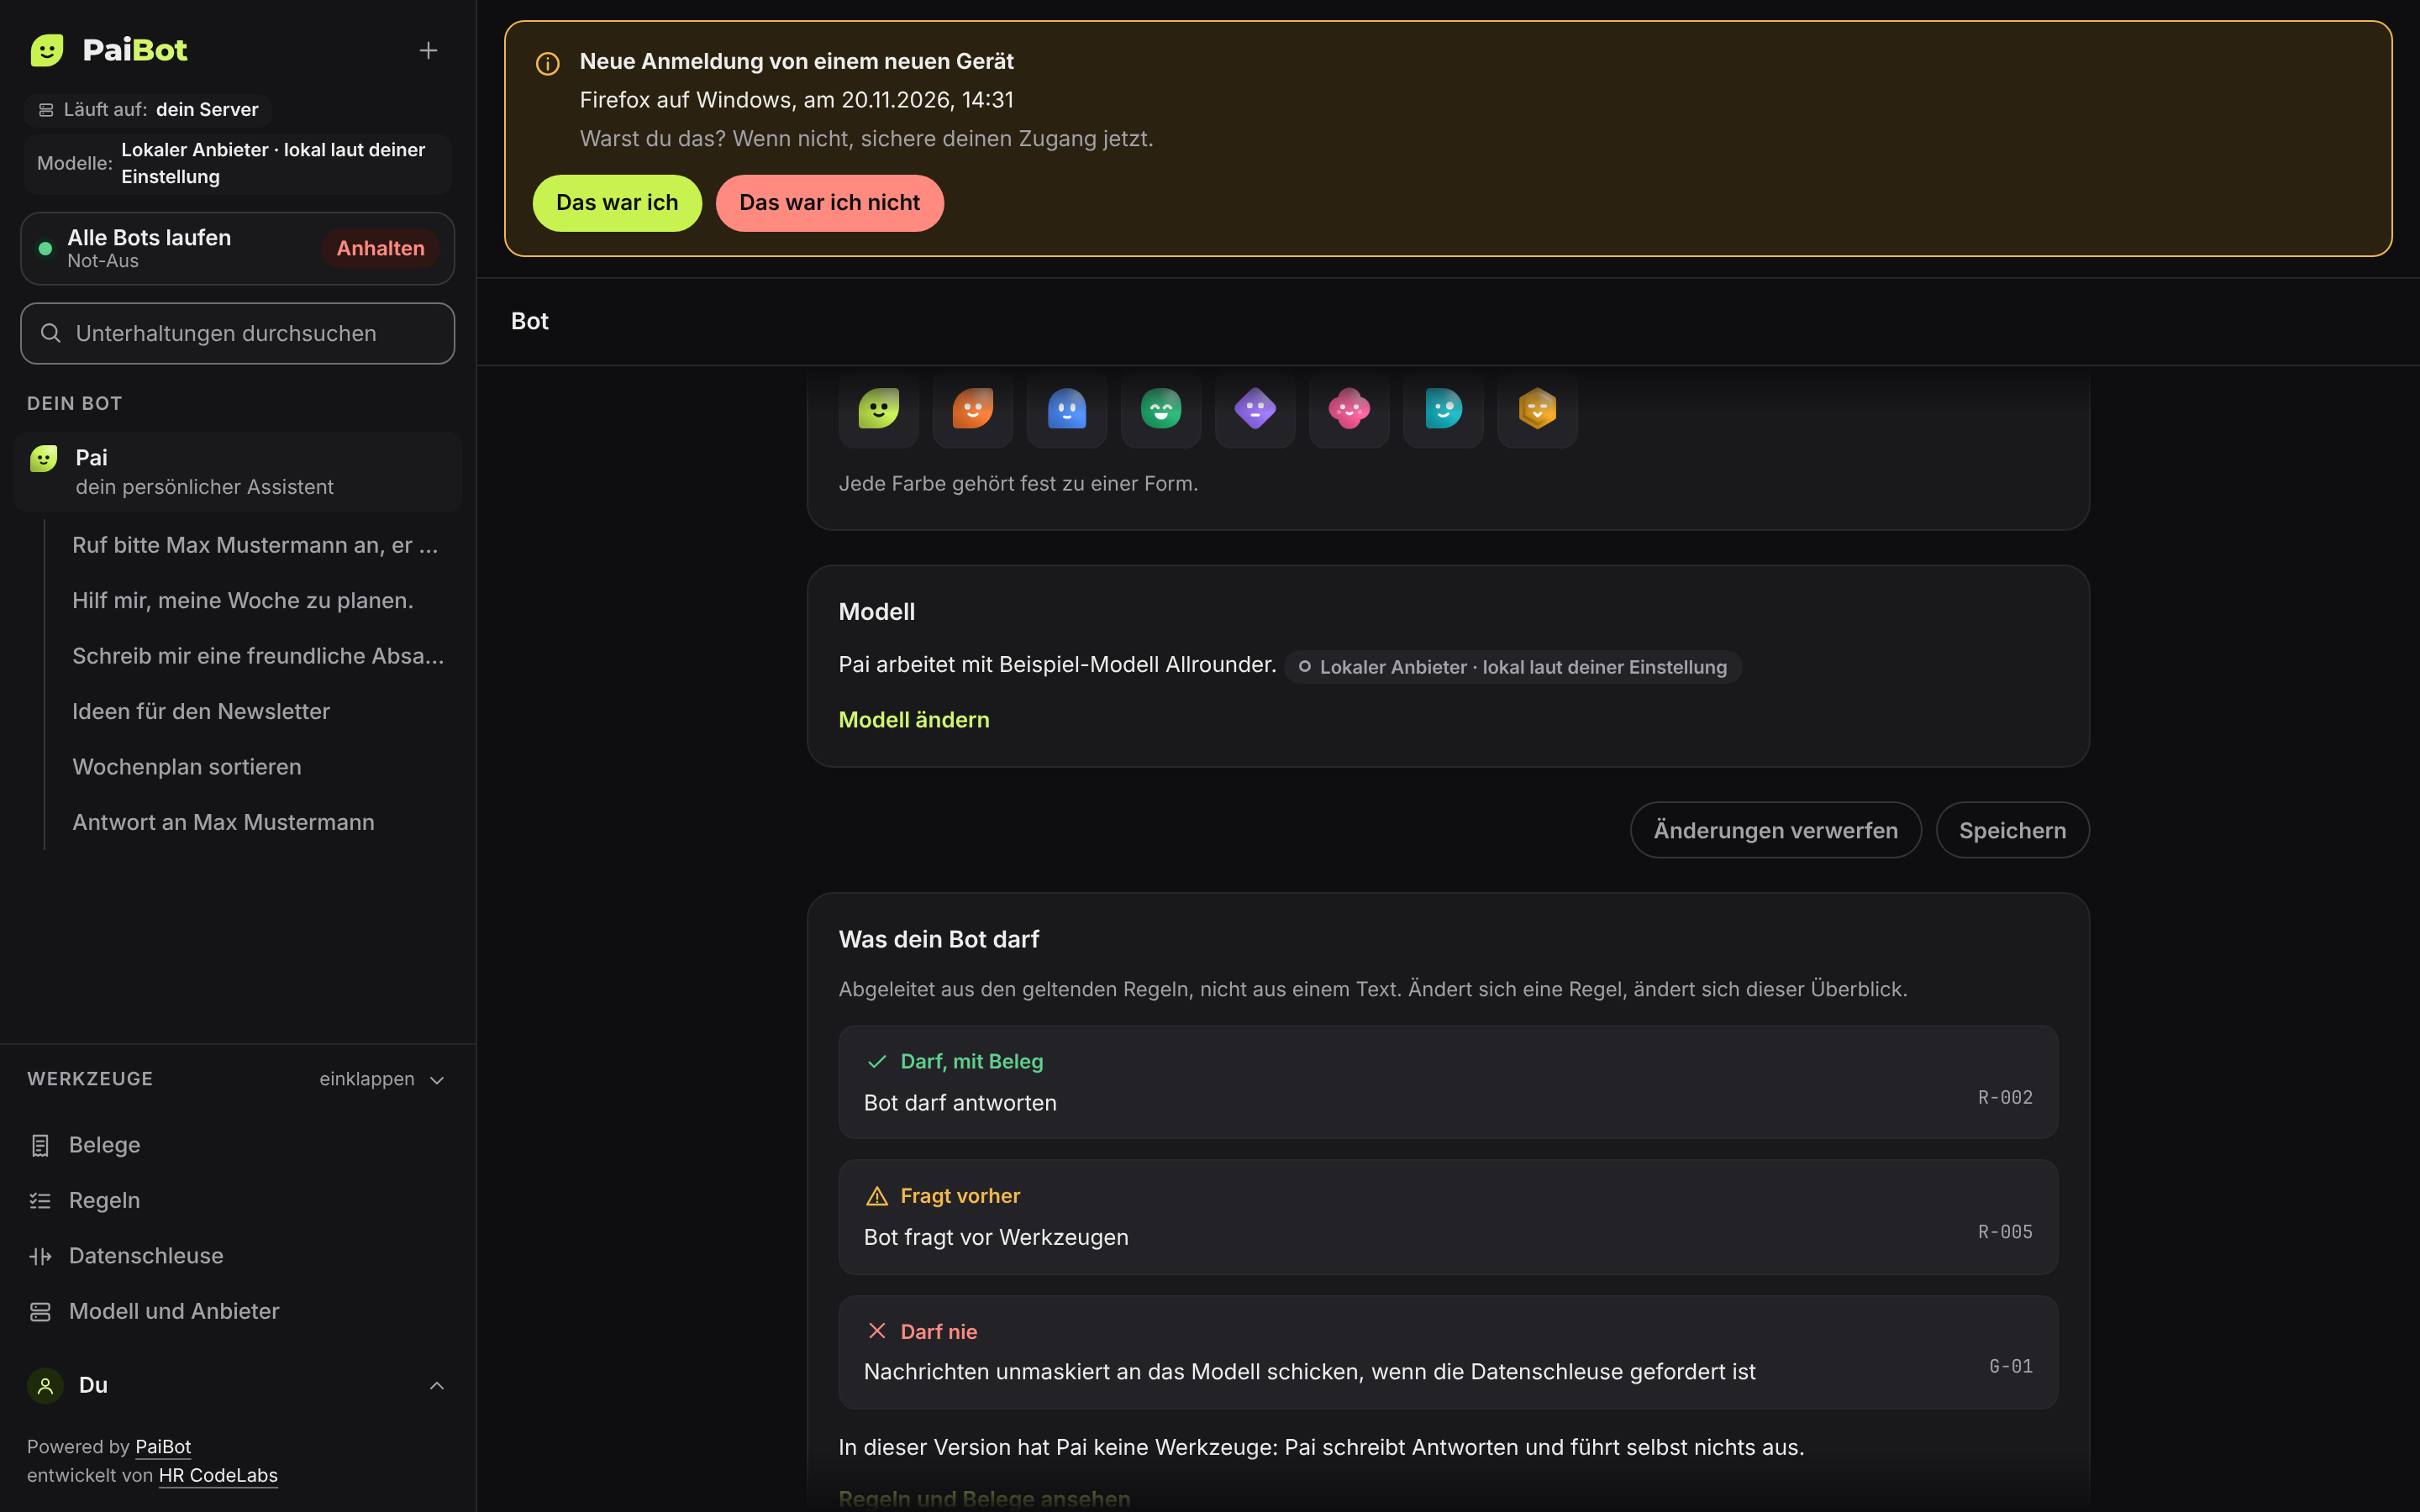 PaiBot
Läuft auf: dein Server
Modelle: Lokaler Anbieter · lokal laut deiner
Einstellung
Alle Bots laufen
Not-Aus
Anhalten
Unterhaltungen durchsuchen
DEIN BOT
Pai
dein persönlicher Assistent
Ruf bitte Max Mustermann an, er ...
Hilf mir, meine Woche zu planen.
Schreib mir eine freundliche Absa...
Ideen für den Newsletter
Wochenplan sortieren
Antwort an Max Mustermann
WERKZEUGE
einklappen
Belege
Regeln
Datenschleuse
Modell und Anbieter
Du
Powered by PaiBot
entwickelt von HR CodeLabs
Neue Anmeldung von einem neuen Gerät
Firefox auf Windows, am 20.11.2026, 14:31
Warst du das? Wenn nicht, sichere deinen Zugang jetzt.
Das war ich
Das war ich nicht
Bot
Jede Farbe gehört fest zu einer Form.
Modell
Pai arbeitet mit Beispiel-Modell Allrounder. Lokaler Anbieter · lokal laut deiner Einstellung
Modell ändern
Änderungen verwerfen
Speichern
Was dein Bot darf
Abgeleitet aus den geltenden Regeln, nicht aus einem Text. Ändert sich eine Regel, ändert sich dieser Überblick.
Darf, mit Beleg
Bot darf antworten
R-002
Fragt vorher
Bot fragt vor Werkzeugen
R-005
Darf nie
Nachrichten unmaskiert an das Modell schicken, wenn die Datenschleuse gefordert ist
G-01
In dieser Version hat Pai keine Werkzeuge: Pai schreibt Antworten und führt selbst nichts aus.
Regeln und Belege ansehen